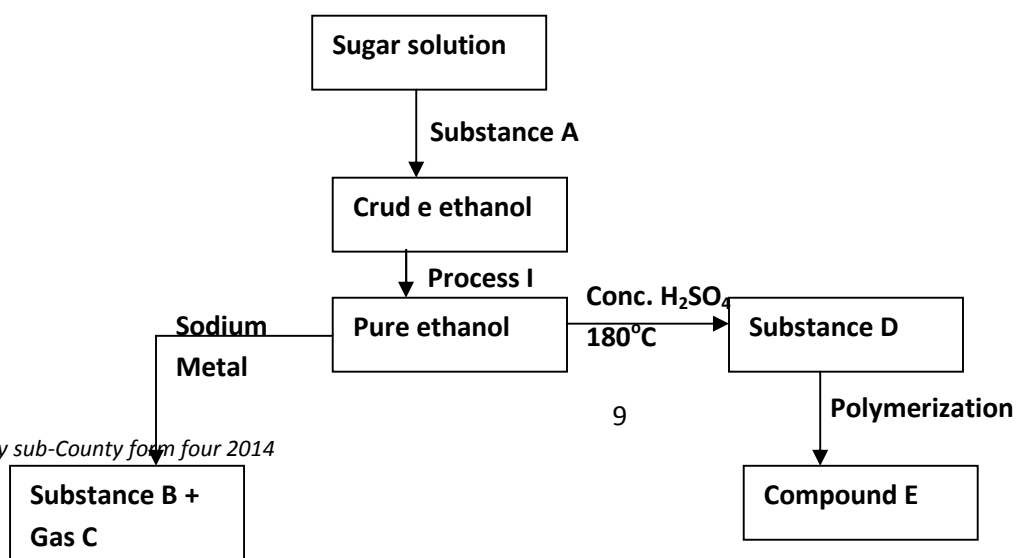 Sugar solution
Substance A
Crud e ethanol
Process I
Conc. H₂SO₄
180°C
Sodium
Metal
Pure ethanol
Substance D
9
Polymerization
y sub-County form four 2014
Substance B +
Gas C
Compound E